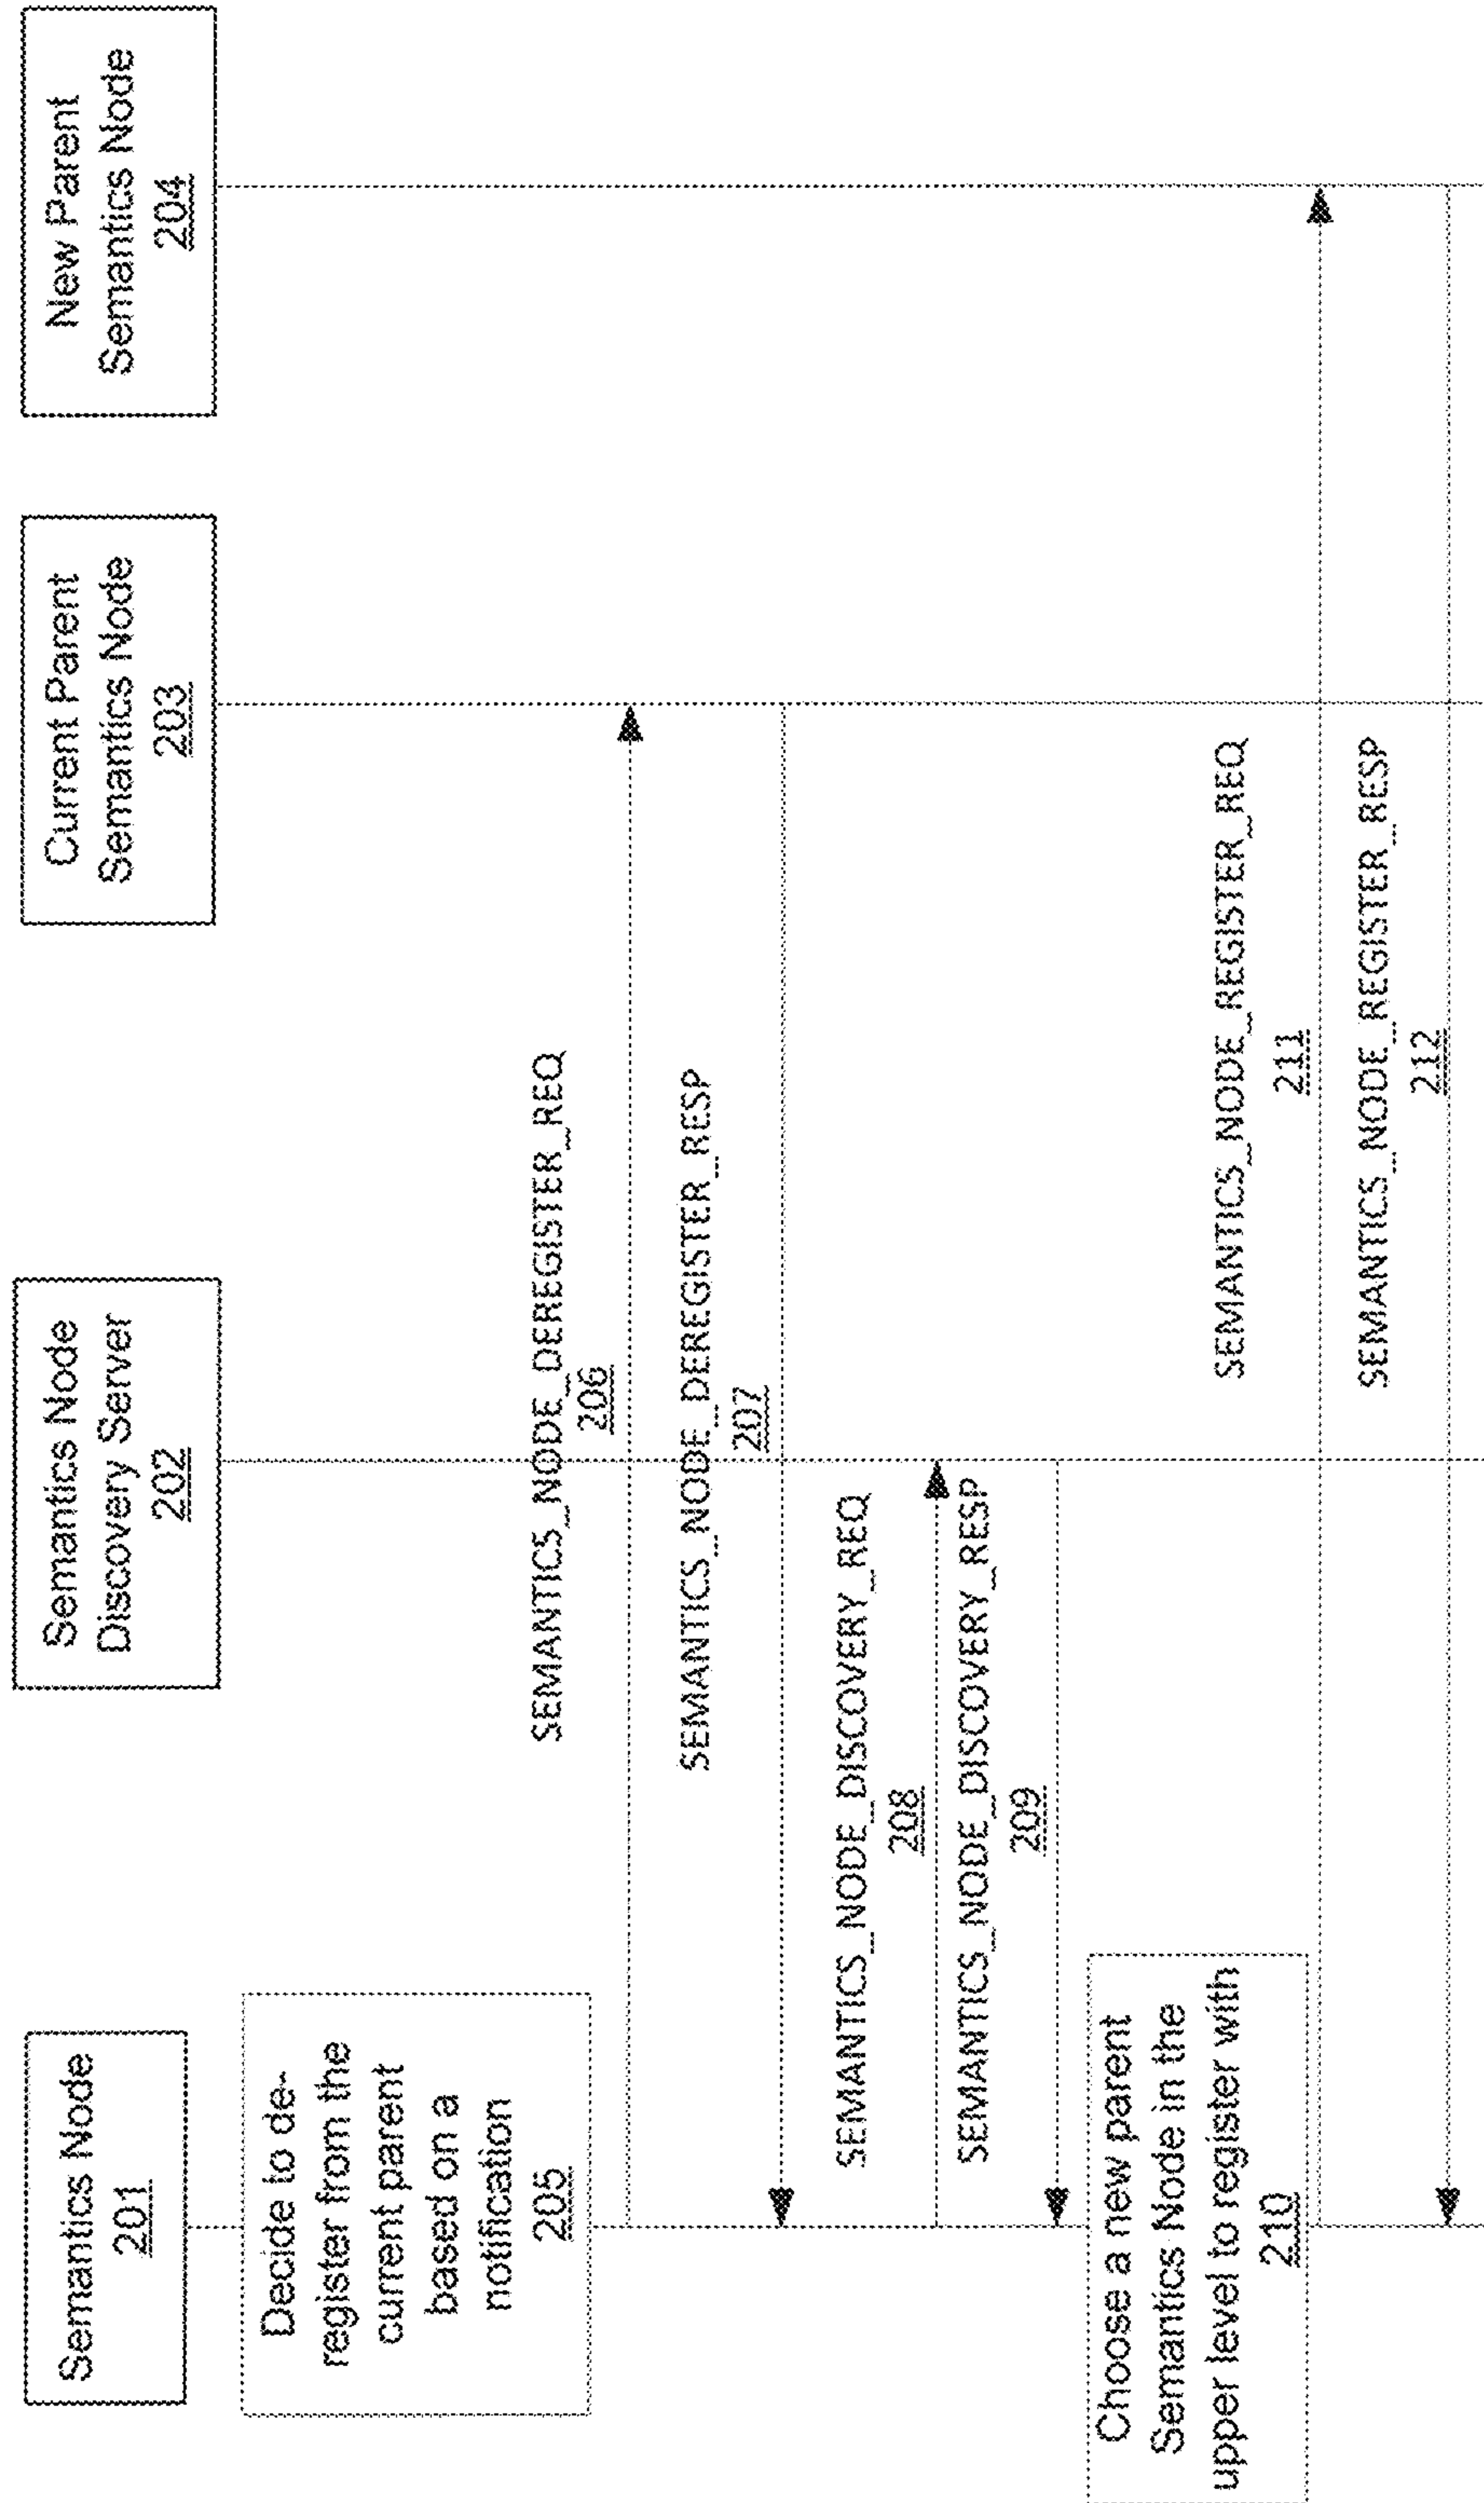 Semantics Node
201
Semantics Node
Discovery Server
202
Current Parent
Semantics Node
203
New Parent
Semantics Node
204
Decide to de-
register from the
current parent
based on a
notification
205
SEMANTICS_NODE_DEREGISTER_REQ
206
SEMANTICS_NODE_DEREGISTER_RESP
207
SEMANTICS_NODE_DISCOVERY_REQ
208
SEMANTICS_NODE_DISCOVERY_RESP
209
Choose a new parent
Semantics Node in the
upper level to register with
210
SEMANTICS_NODE_REGISTER_REQ
211
SEMANTICS_NODE_REGISTER_RESP
212